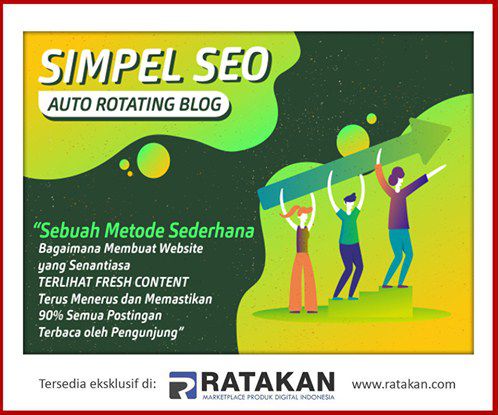 SIMPEL SEO
AUTO ROTATING BLOG
“Sebuah Metode Sederhana
Bagaimana Membuat Website
yang Senantiasa
TERLIHAT FRESH CONTENT
Terus Menerus dan Memastikan
90% Semua Postingan
Terbaca oleh Pengunjung”
Tersedia eksklusif di:
RATAKAN
MARKETPLACE PRODUK DIGITAL INDONESIA
www.ratakan.com